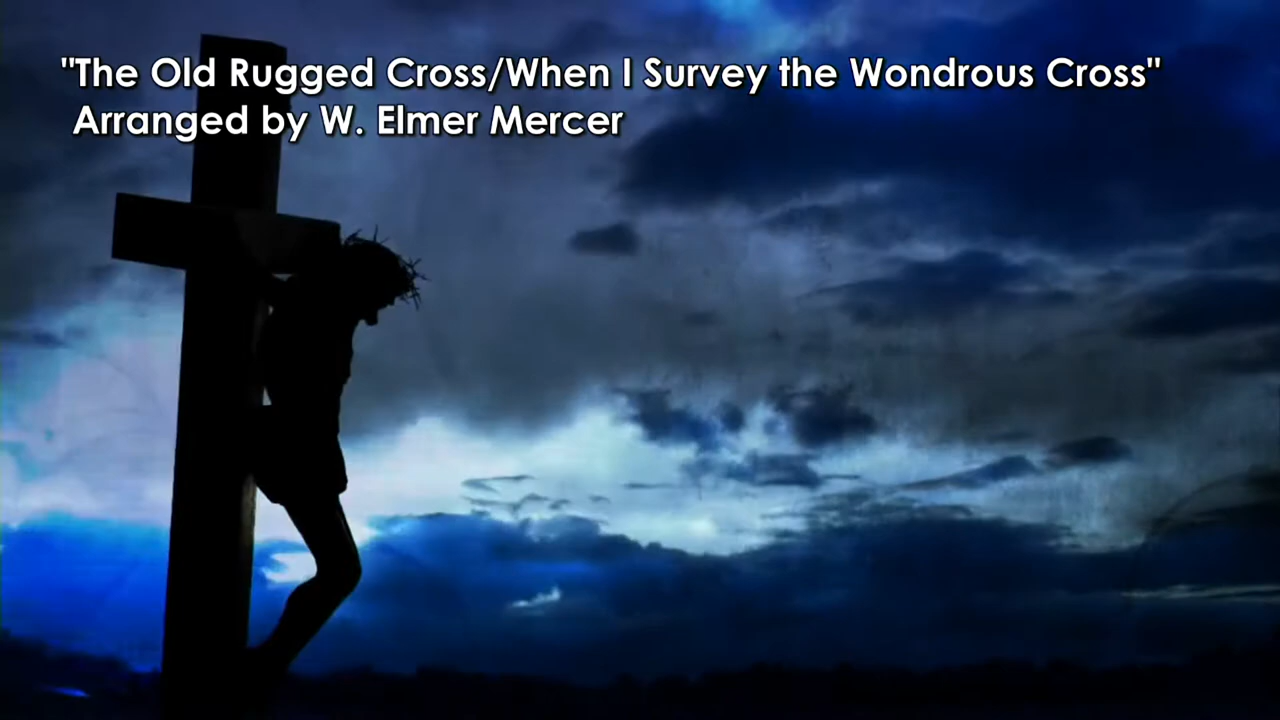 "The Old Rugged Cross/When I Survey the Wondrous Cross"
Arranged by W. Elmer Mercer